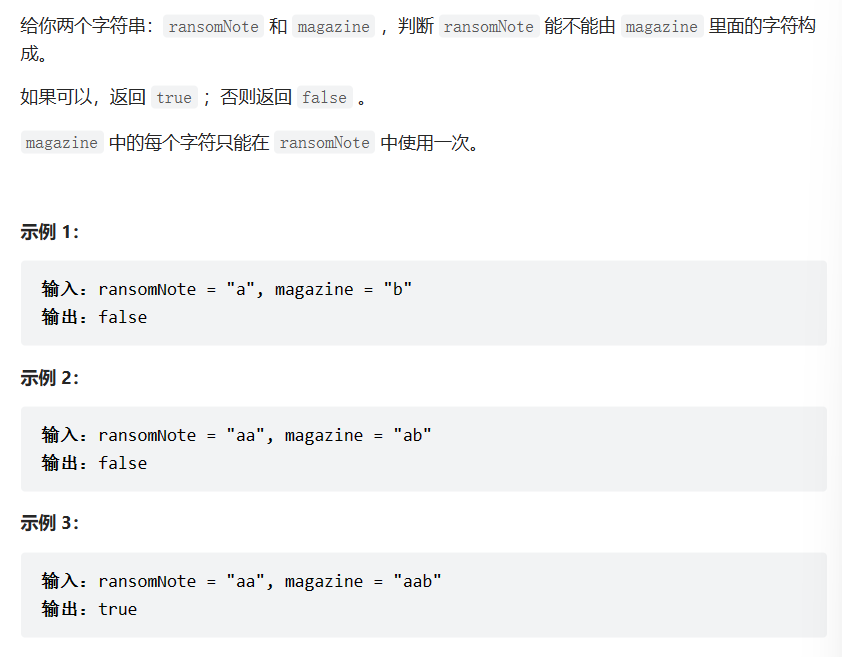 给你两个字符串：ransomNote 和 magazine ，判断 ransomNote 能不能由 magazine 里面的字符构
成。
如果可以，返回 true ；否则返回 false 。
magazine 中的每个字符只能在 ransomNote 中使用一次。
示例 1：
输入：ransomNote = "a", magazine = "b"
输出：false
示例 2：
输入：ransomNote = "aa", magazine = "ab"
输出：false
示例 3：
输入：ransomNote = "aa", magazine = "aab"
输出：true